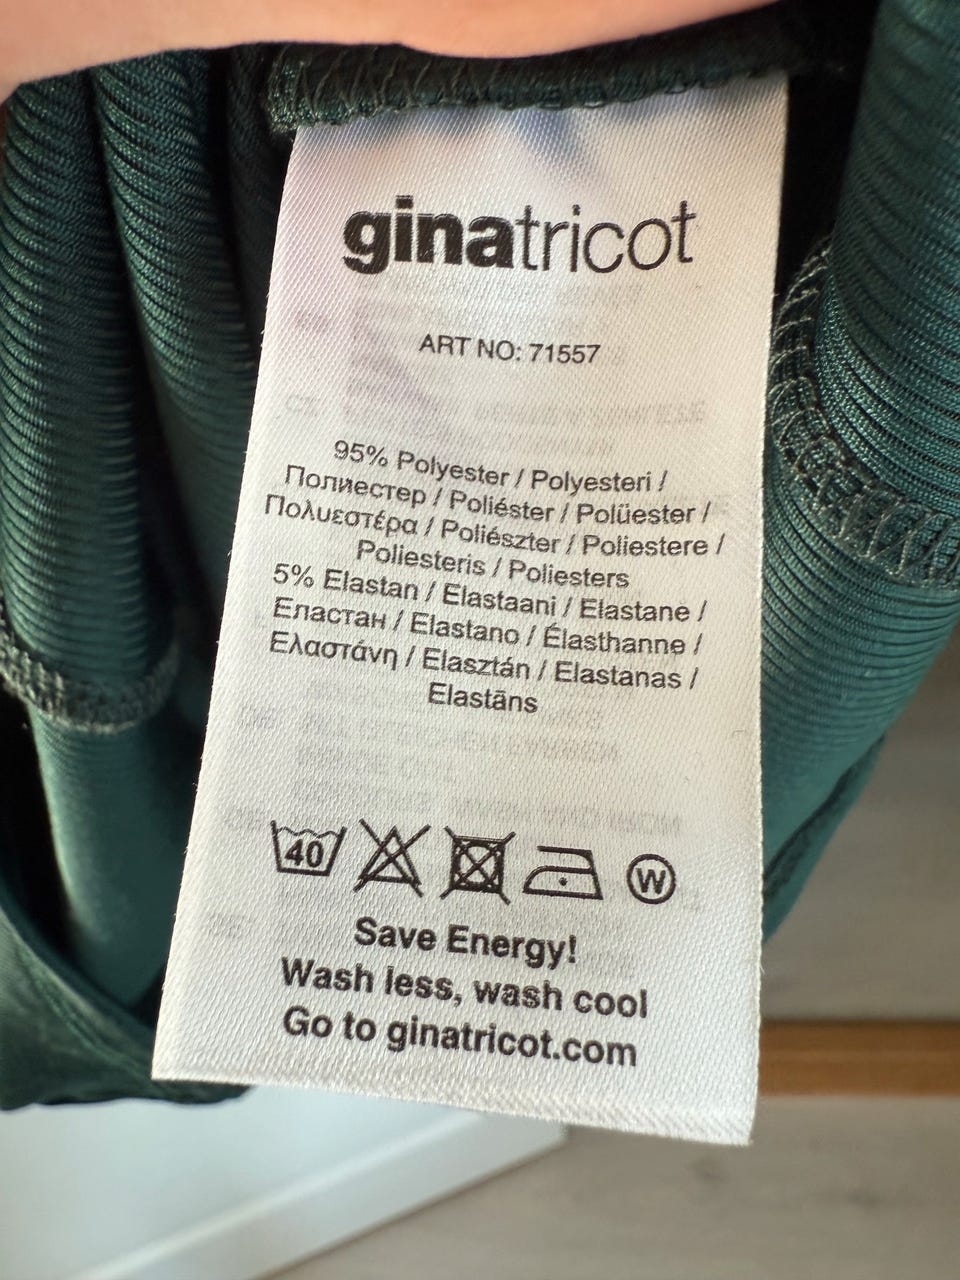 ginatricot
ART NO: 71557
95% Polyester / Polyesteri /
Полиестер / Poliéster / Polüester /
Πολυεστέρα / Poliészter / Poliestere /
Poliesteris / Poliesters
5% Elastan / Elastaani / Elastane /
Еластан / Elastano / Élasthanne /
Ελαστάνη / Elasztán / Elastanas /
Elastāns
40
W
Save Energy!
Wash less, wash cool
Go to ginatricot.com